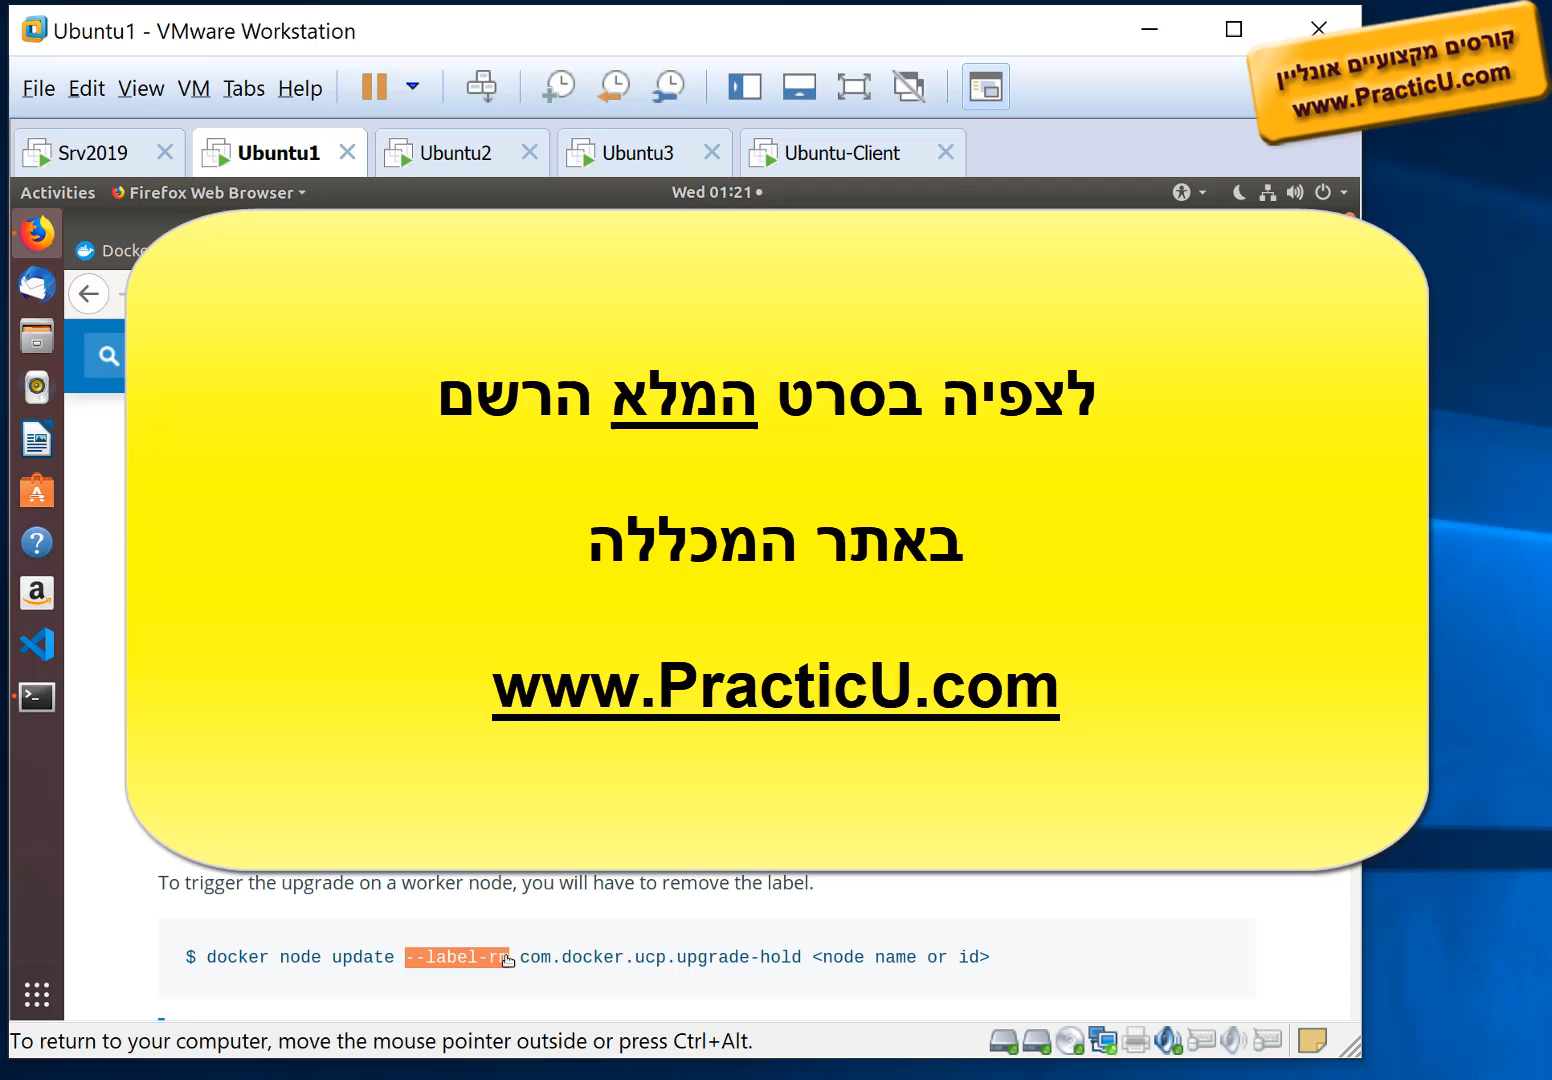 Ubuntu1 - VMware Workstation
קורסים מקצועיים אונליין
www.PracticU.com
File Edit View VM Tabs Help
Srv2019 Ubuntu1 Ubuntu2 Ubuntu3 Ubuntu-Client
Activities Firefox Web Browser Wed 01:21
לצפיה בסרט המלא הרשם
באתר המכללה
www.PracticU.com
To trigger the upgrade on a worker node, you will have to remove the label.
$ docker node update --label-rm com.docker.ucp.upgrade-hold <node name or id>
To return to your computer, move the mouse pointer outside or press Ctrl+Alt.